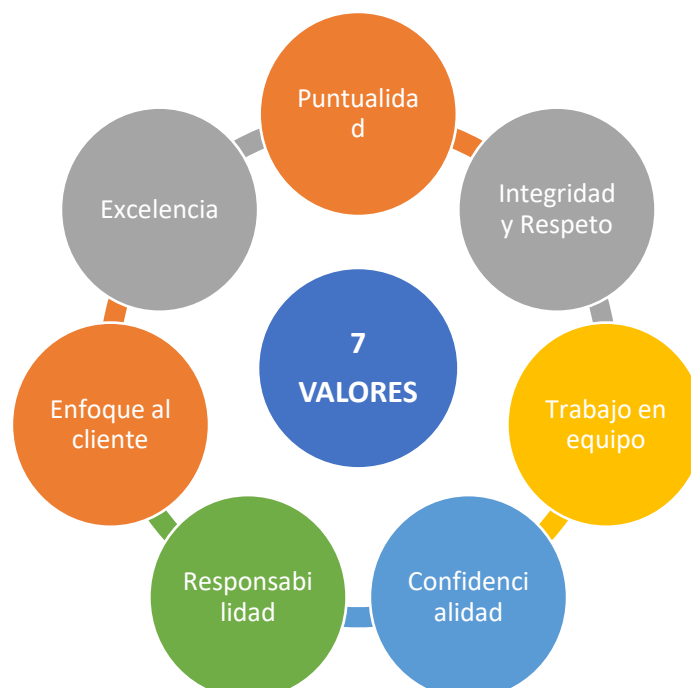 Puntualida
d
Integridad
y Respeto
Trabajo en
equipo
Confidenci
alidad
Responsabi
lidad
Enfoque al
cliente
Excelencia
7
VALORES